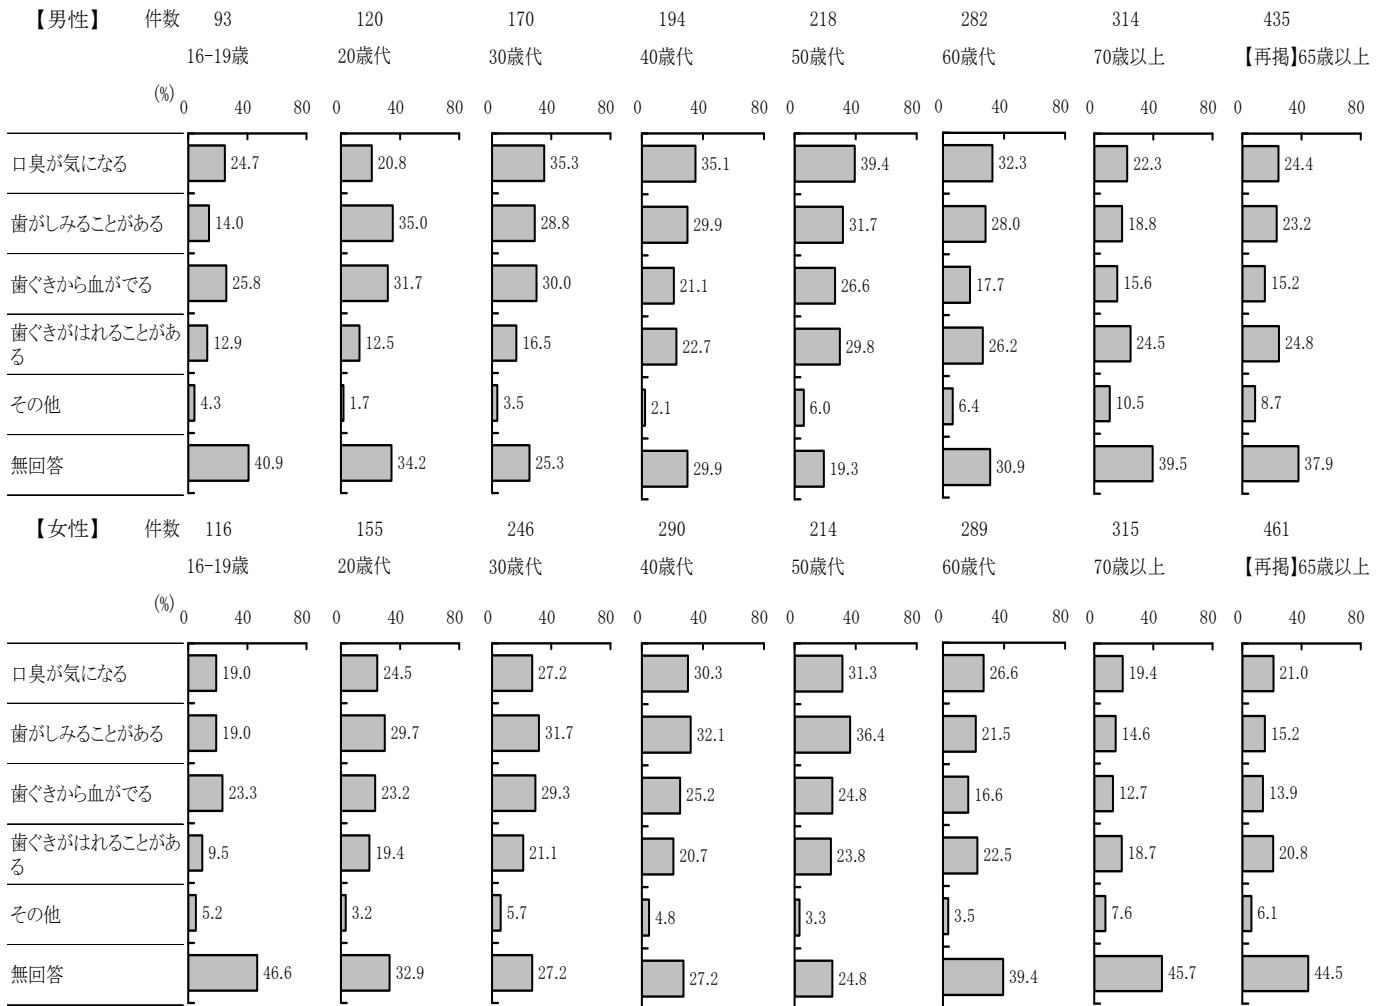 【男性】 件数 93 120 170 194 218 282 314 435
16-19歳 20歳代 30歳代 40歳代 50歳代 60歳代 70歳以上 【再掲】65歳以上
(%)
0 40 80 0 40 80 0 40 80 0 40 80 0 40 80 0 40 80 0 40 80 0 40 80
口臭が気になる 24.7 20.8 35.3 35.1 39.4 32.3 22.3 24.4
歯がしみることがある 14.0 35.0 28.8 29.9 31.7 28.0 18.8 23.2
歯ぐきから血がでる 25.8 31.7 30.0 21.1 26.6 17.7 15.6 15.2
歯ぐきがはれることがあ
る 12.9 12.5 16.5 22.7 29.8 26.2 24.5 24.8
その他 4.3 1.7 3.5 2.1 6.0 6.4 10.5 8.7
無回答 40.9 34.2 25.3 29.9 19.3 30.9 39.5 37.9
【女性】 件数 116 155 246 290 214 289 315 461
16-19歳 20歳代 30歳代 40歳代 50歳代 60歳代 70歳以上 【再掲】65歳以上
(%)
0 40 80 0 40 80 0 40 80 0 40 80 0 40 80 0 40 80 0 40 80 0 40 80
口臭が気になる 19.0 24.5 27.2 30.3 31.3 26.6 19.4 21.0
歯がしみることがある 19.0 29.7 31.7 32.1 36.4 21.5 14.6 15.2
歯ぐきから血がでる 23.3 23.2 29.3 25.2 24.8 16.6 12.7 13.9
歯ぐきがはれることがあ
る 9.5 19.4 21.1 20.7 23.8 22.5 18.7 20.8
その他 5.2 3.2 5.7 4.8 3.3 3.5 7.6 6.1
無回答 46.6 32.9 27.2 27.2 24.8 39.4 45.7 44.5